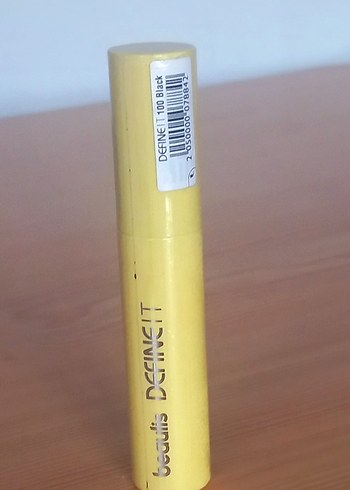 DEFINE IT 100 Black
2 050000 078842
beautis DEFINE IT